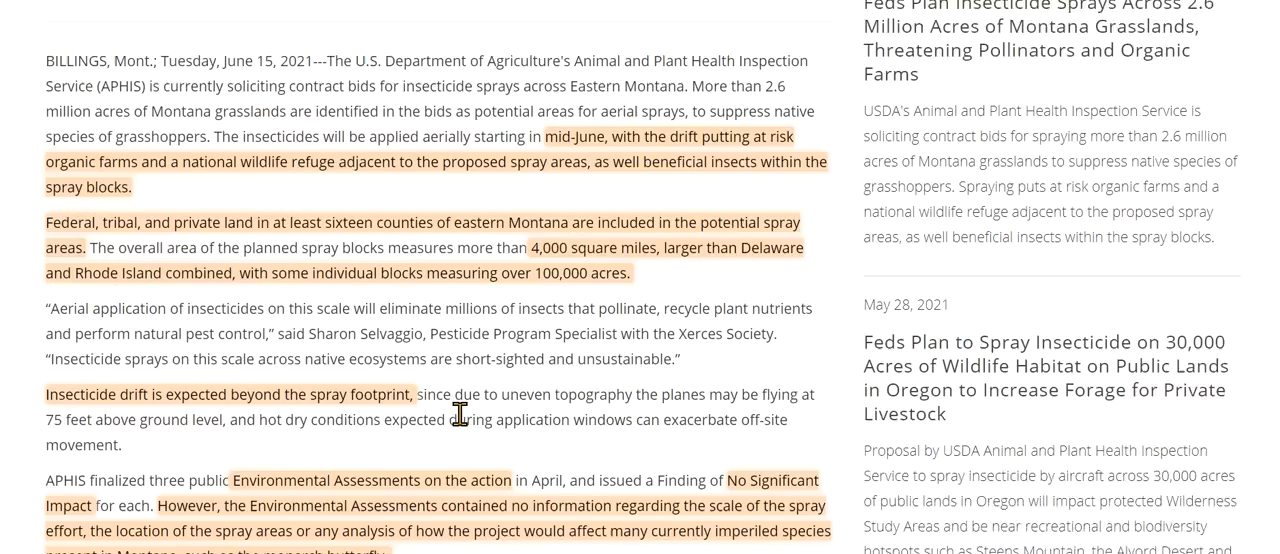 BILLINGS, Mont.; Tuesday, June 15, 2021---The U.S. Department of Agriculture's Animal and Plant Health Inspection
Service (APHIS) is currently soliciting contract bids for insecticide sprays across Eastern Montana. More than 2.6
million acres of Montana grasslands are identified in the bids as potential areas for aerial sprays, to suppress native
species of grasshoppers. The insecticides will be applied aerially starting in mid-June, with the drift putting at risk
organic farms and a national wildlife refuge adjacent to the proposed spray areas, as well beneficial insects within the
spray blocks.
Federal, tribal, and private land in at least sixteen counties of eastern Montana are included in the potential spray
areas. The overall area of the planned spray blocks measures more than 4,000 square miles, larger than Delaware
and Rhode Island combined, with some individual blocks measuring over 100,000 acres.
“Aerial application of insecticides on this scale will eliminate millions of insects that pollinate, recycle plant nutrients
and perform natural pest control,” said Sharon Selvaggio, Pesticide Program Specialist with the Xerces Society.
“Insecticide sprays on this scale across native ecosystems are short-sighted and unsustainable.”
Insecticide drift is expected beyond the spray footprint, since due to uneven topography the planes may be flying at
75 feet above ground level, and hot dry conditions expected during application windows can exacerbate off-site
movement.
APHIS finalized three public Environmental Assessments on the action in April, and issued a Finding of No Significant
Impact for each. However, the Environmental Assessments contained no information regarding the scale of the spray
effort, the location of the spray areas or any analysis of how the project would affect many currently imperiled species
present in Montana, such as the monarch butterfly.
Feds Plan Insecticide Sprays Across 2.6
Million Acres of Montana Grasslands,
Threatening Pollinators and Organic
Farms
USDA's Animal and Plant Health Inspection Service is
soliciting contract bids for spraying more than 2.6 million
acres of Montana grasslands to suppress native species of
grasshoppers. Spraying puts at risk organic farms and a
national wildlife refuge adjacent to the proposed spray
areas, as well beneficial insects within the spray blocks.
May 28, 2021
Feds Plan to Spray Insecticide on 30,000
Acres of Wildlife Habitat on Public Lands
in Oregon to Increase Forage for Private
Livestock
Proposal by USDA Animal and Plant Health Inspection
Service to spray insecticide by aircraft across 30,000 acres
of public lands in Oregon will impact protected Wilderness
Study Areas and be near recreational and biodiversity
hotspots such as Steens Mountain, the Alvord Desert and